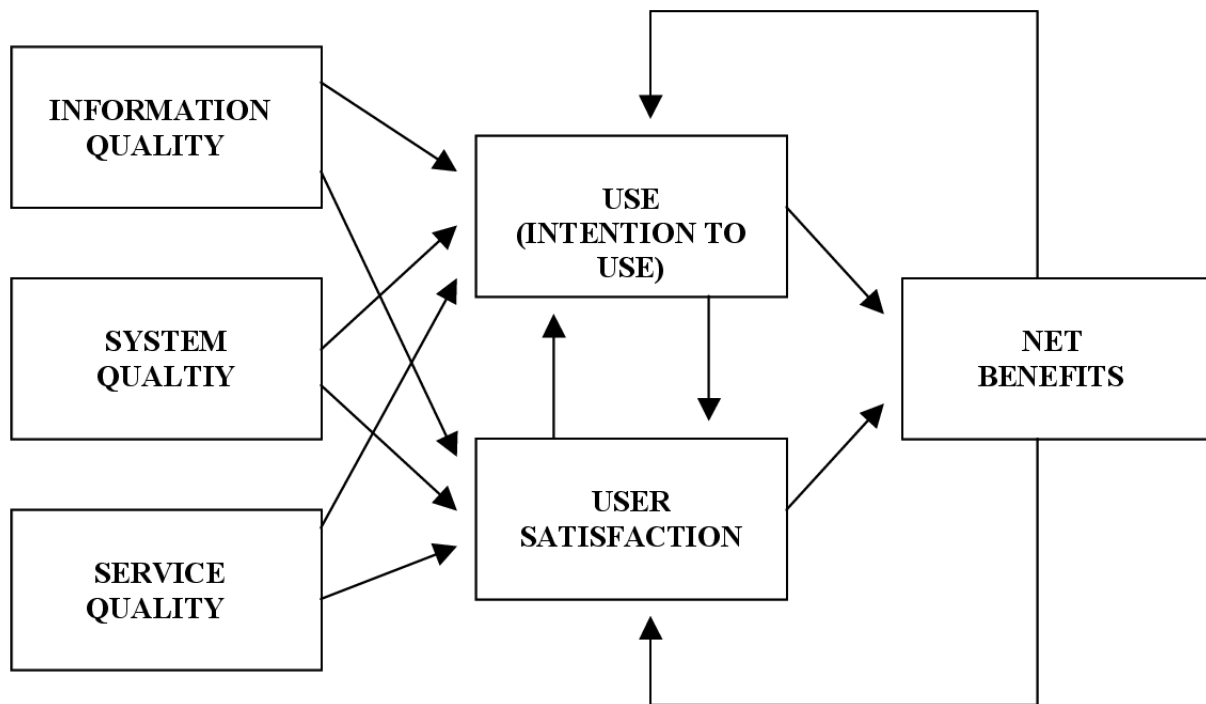 INFORMATION
QUALITY
USE
(INTENTION TO
USE)
SYSTEM
QUALTIY
NET
BENEFITS
USER
SATISFACTION
SERVICE
QUALITY